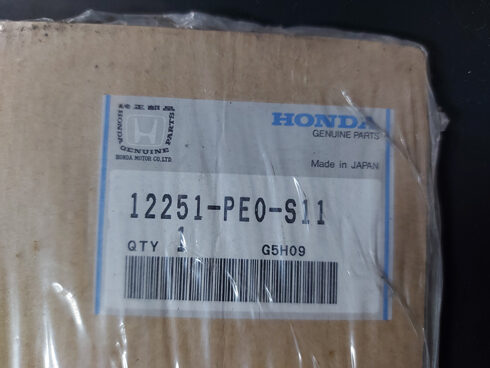 純正部品
HONDA GENUINE PARTS
HONDA MOTOR CO., LTD.
HONDA
GENUINE PARTS
Made in JAPAN
12251-PE0-S11
QTY 1 G5H09